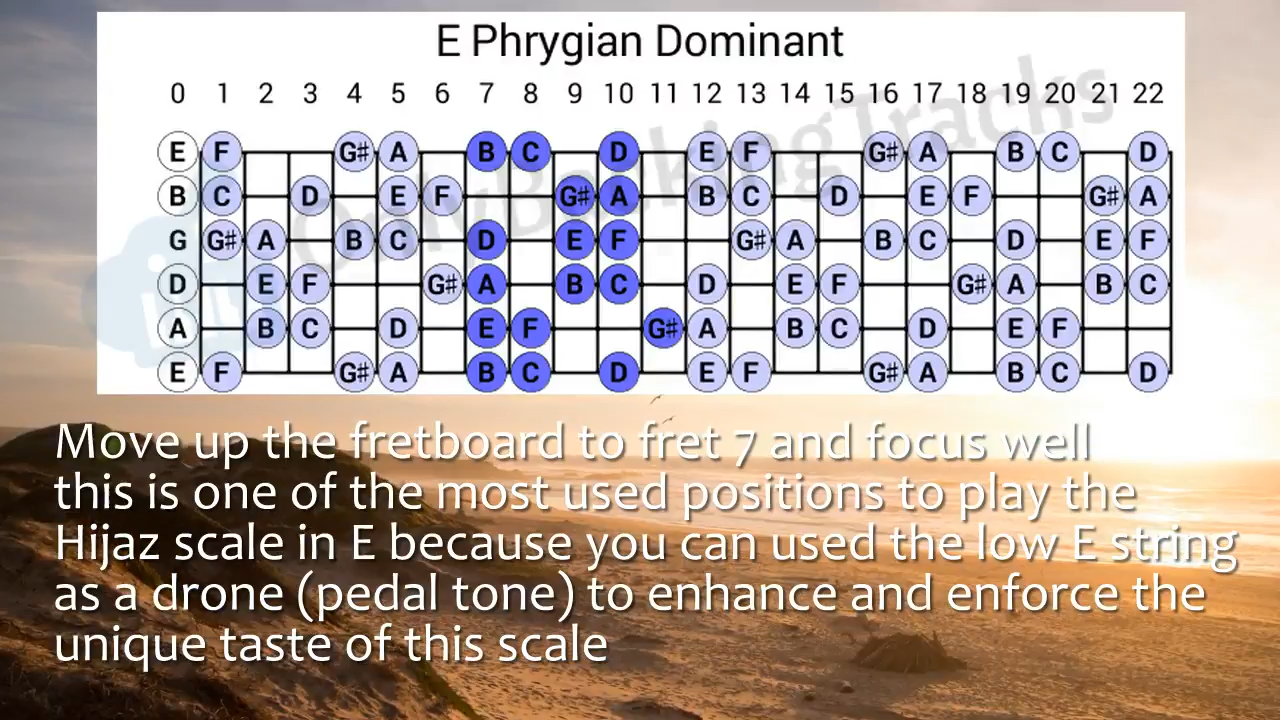 E Phrygian Dominant
0 1 2 3 4 5 6 7 8 9 10 11 12 13 14 15 16 17 18 19 20 21 22
E F G# A B C D E F G# A B C D
B C D E F G# A B C D E F G# A
G G# A B C D E F G# A B C D E F
D E F G# A B C D E F G# A B C
A B C D E F G# A B C D E F
E F G# A B C D E F G# A B C D
OnlyBackingTracks
Move up the fretboard to fret 7 and focus well
this is one of the most used positions to play the
Hijaz scale in E because you can used the low E string
as a drone (pedal tone) to enhance and enforce the
unique taste of this scale